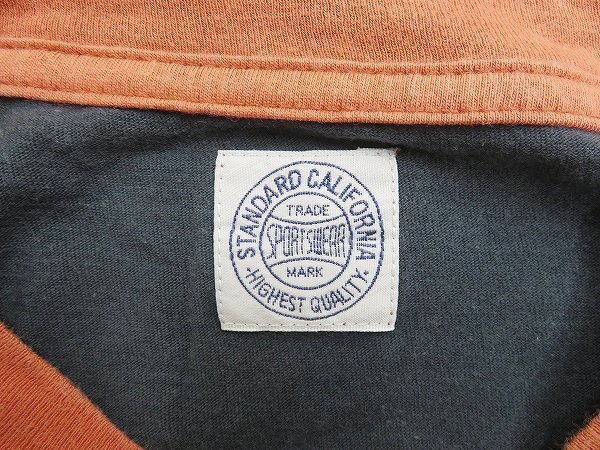 STANDARD CALIFORNIA
TRADE
SPORTSWEAR
MARK
-HIGHEST QUALITY-